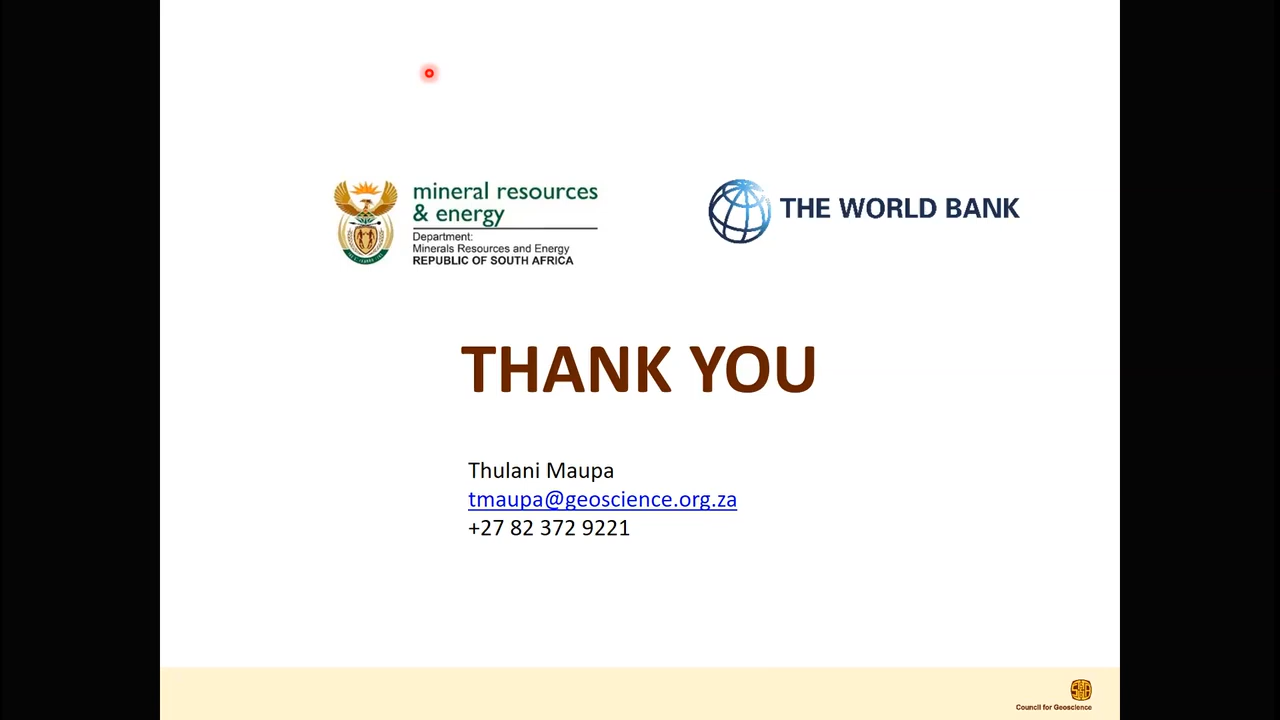 mineral resources
& energy
Department:
Minerals Resources and Energy
REPUBLIC OF SOUTH AFRICA
THE WORLD BANK
THANK YOU
Thulani Maupa
tmaupa@geoscience.org.za
+27 82 372 9221
Council for Geoscience